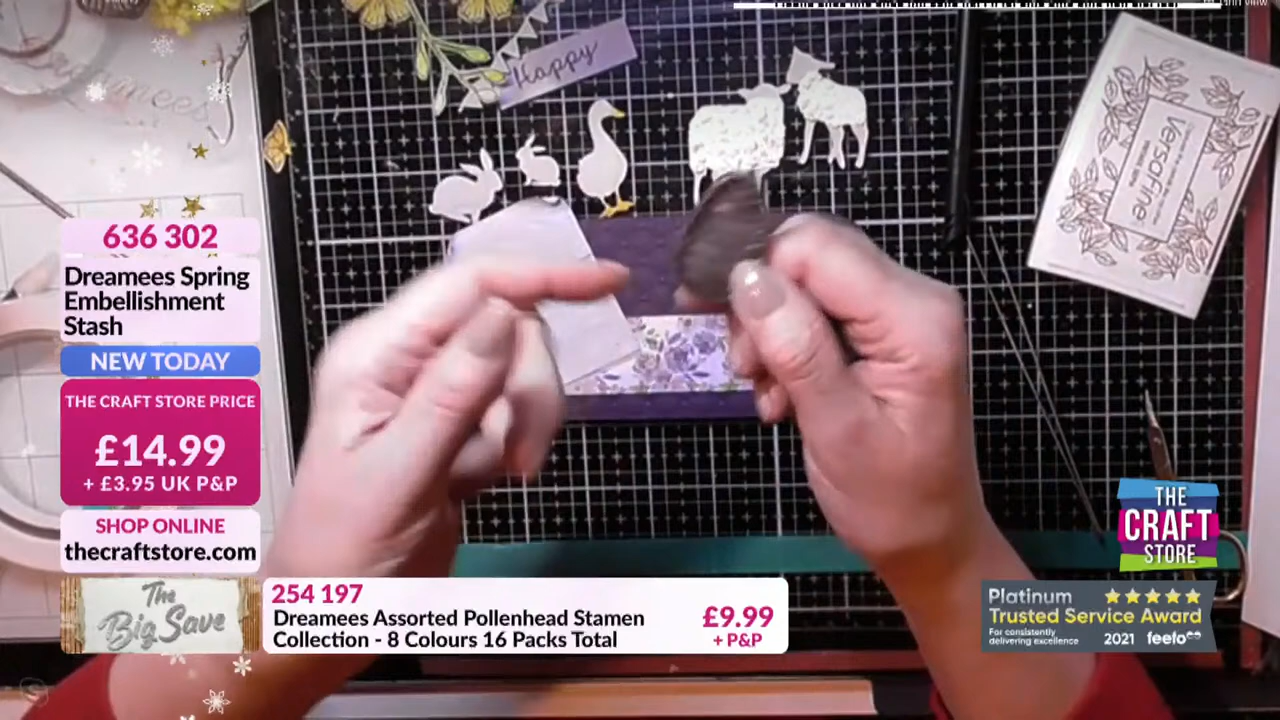 Happy
Versafine
636 302
Dreamees Spring
Embellishment
Stash
NEW TODAY
THE CRAFT STORE PRICE
£14.99
+ £3.95 UK P&P
SHOP ONLINE
thecraftstore.com
The
Big Save
254 197
Dreamees Assorted Pollenhead Stamen
Collection - 8 Colours 16 Packs Total
£9.99
+ P&P
THE
CRAFT
STORE
Platinum
Trusted Service Award
For consistently
delivering excellence
2021 feefo